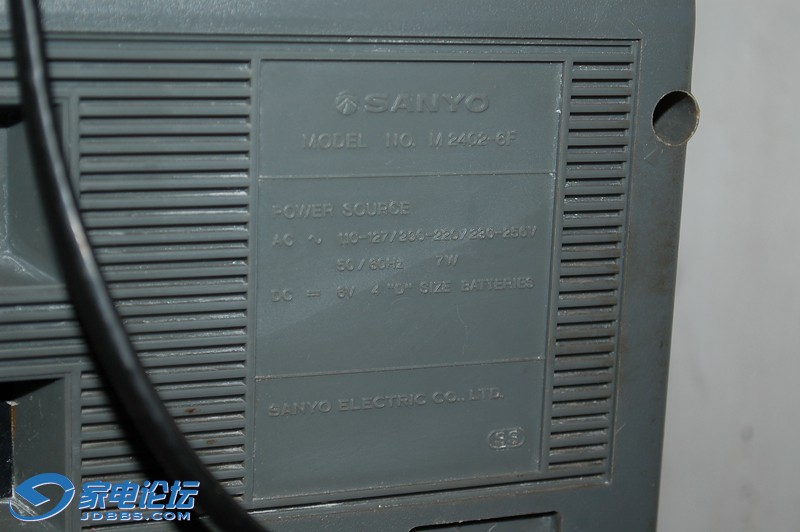 SANYO
MODEL NO. M 2402-6F
POWER SOURCE
AC ~ 110-127/200-220/230-250V
50/60HZ 7W
DC = 6V 4 "D" SIZE BATTERIES
SANYO ELECTRIC CO., LTD.
家电论坛
JDBBS.COM